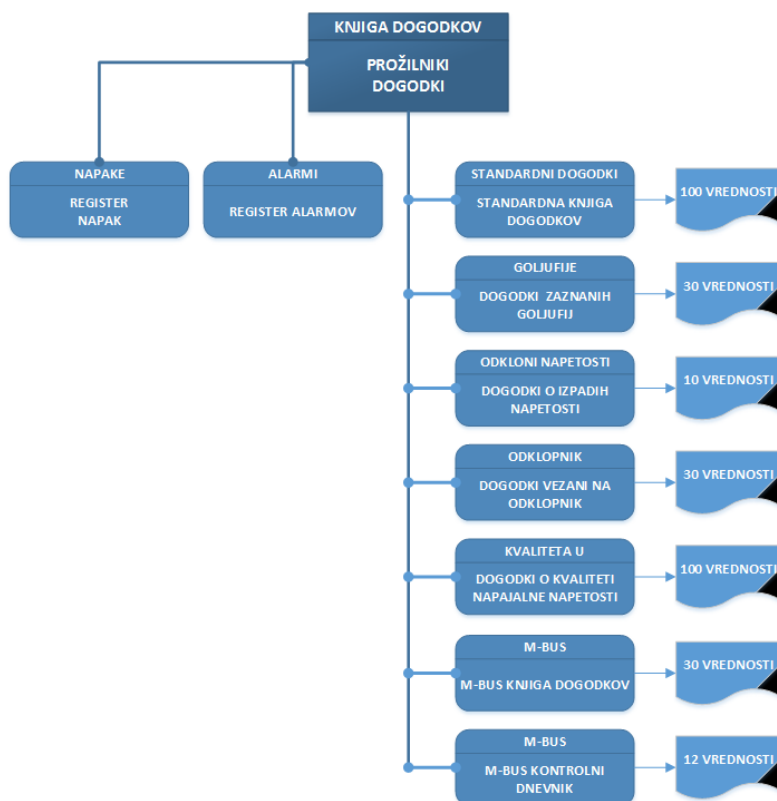 KNJIGA DOGODKOV
PROŽILNIKI
DOGODKI
NAPAKE
REGISTER
NAPAK
ALARMI
REGISTER ALARMOV
STANDARDNI DOGODKI
STANDARDNA KNJIGA
DOGODKOV
100 VREDNOSTI
GOLJUFIJE
DOGODKI ZAZNANIH
GOLJUFIJ
30 VREDNOSTI
ODKLONI NAPETOSTI
DOGODKI O IZPADIH
NAPETOSTI
10 VREDNOSTI
ODKLOPNIK
DOGODKI VEZANI NA
ODKLOPNIK
30 VREDNOSTI
KVALITETA U
DOGODKI O KVALITETI
NAPAJALNE NAPETOSTI
100 VREDNOSTI
M-BUS
M-BUS KNJIGA DOGODKOV
30 VREDNOSTI
M-BUS
M-BUS KONTROLNI
DNEVNIK
12 VREDNOSTI